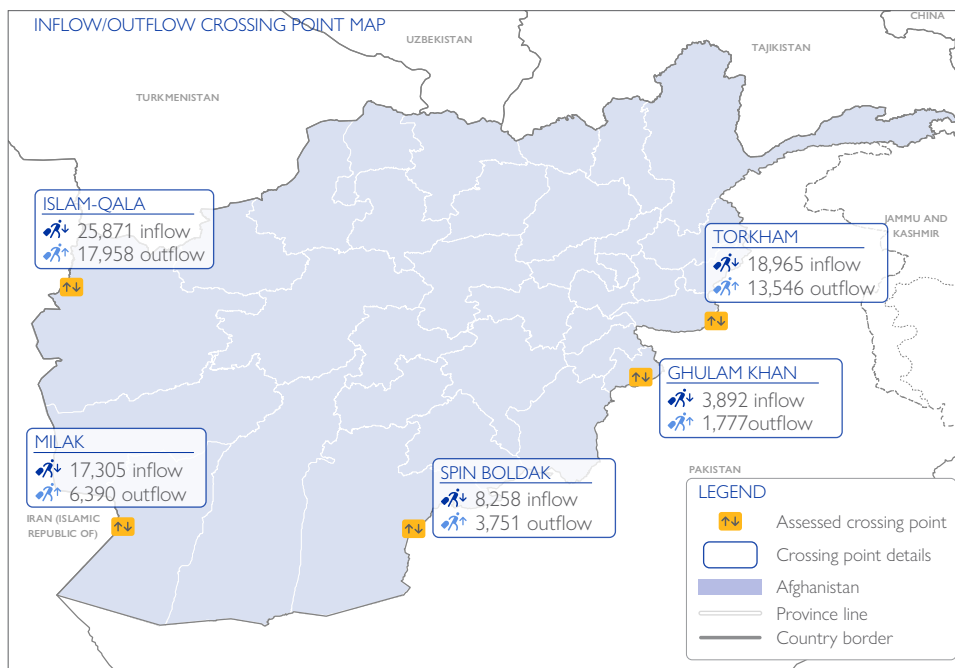 INFLOW/OUTFLOW CROSSING POINT MAP
CHINA
UZBEKISTAN
TAJIKISTAN
TURKMENISTAN
ISLAM-QALA
25,871 inflow
17,958 outflow
JAMMU AND
KASHMIR
TORKHAM
18,965 inflow
13,546 outflow
GHULAM KHAN
3,892 inflow
1,777outflow
MILAK
17,305 inflow
6,390 outflow
IRAN (ISLAMIC
REPUBLIC OF)
SPIN BOLDAK
8,258 inflow
3,751 outflow
PAKISTAN
LEGEND
Assessed crossing point
Crossing point details
Afghanistan
Province line
Country border